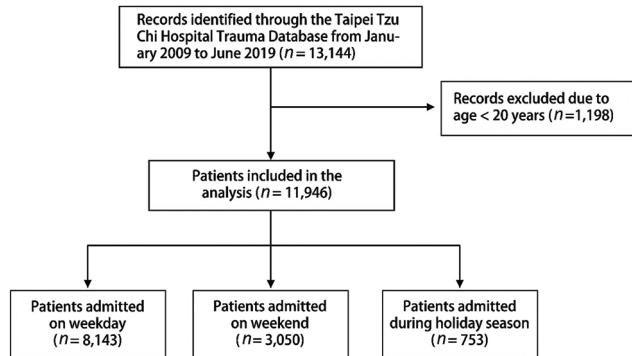 Records identified through the Taipei Tzu
Chi Hospital Trauma Database from Janu-
ary 2009 to June 2019 (n = 13,144)
Records excluded due to
age < 20 years (n =1,198)
Patients included in the
analysis (n = 11,946)
Patients admitted
on weekday
(n = 8,143)
Patients admitted
on weekend
(n = 3,050)
Patients admitted
during holiday season
(n = 753)